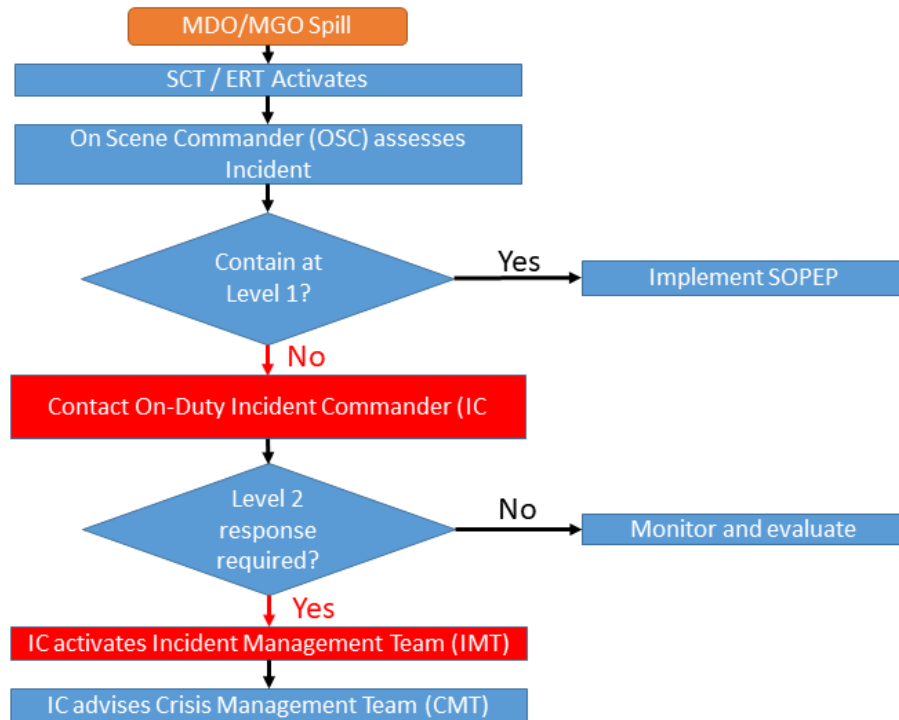 MDO/MGO Spill
SCT / ERT Activates
On Scene Commander (OSC) assesses
Incident
Contain at
Level 1?
Yes
Implement SOPEP
No
Contact On-Duty Incident Commander (IC
Level 2
response
required?
No
Monitor and evaluate
Yes
IC activates Incident Management Team (IMT)
IC advises Crisis Management Team (CMT)